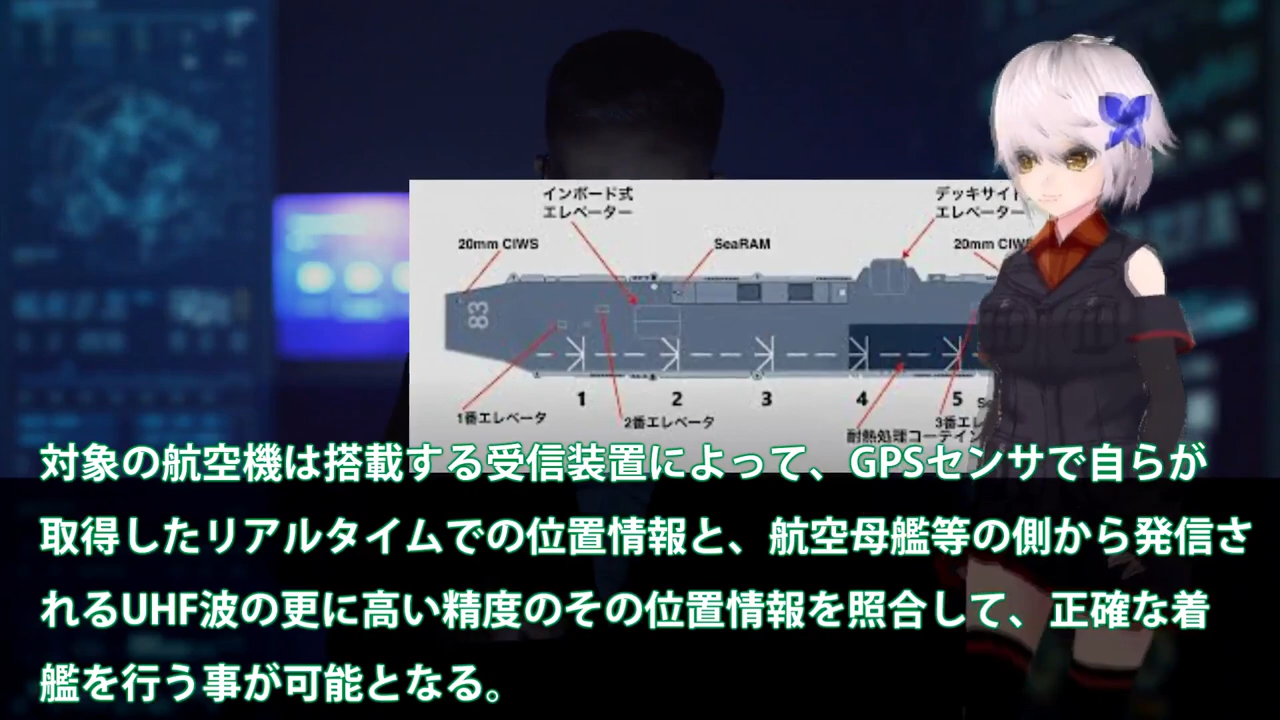 インボード式
エレベーター
デッキサイド
エレベーター
20mm CIWS
SeaRAM
20mm CIWS
83
1番エレベータ
1
2
3
4
5
2番エレベータ
3番エレ
耐熱処理コーテイン
対象の航空機は搭載する受信装置によって、GPSセンサで自らが
取得したリアルタイムでの位置情報と、航空母艦等の側から発信さ
れるUHF波の更に高い精度のその位置情報を照合して、正確な着
艦を行う事が可能となる。